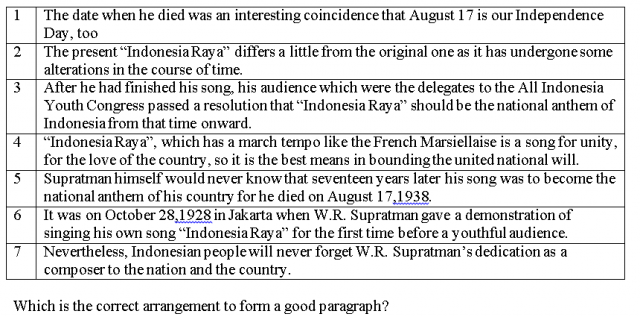 1 The date when he died was an interesting coincidence that August 17 is our Independence
Day, too
2 The present “Indonesia Raya” differs a little from the original one as it has undergone some
alterations in the course of time.
3 After he had finished his song, his audience which were the delegates to the All Indonesia
Youth Congress passed a resolution that “Indonesia Raya” should be the national anthem of
Indonesia from that time onward.
4 “Indonesia Raya”, which has a march tempo like the French Marsiellaise is a song for unity,
for the love of the country, so it is the best means in bounding the united national will.
5 Supratman himself would never know that seventeen years later his song was to become the
national anthem of his country for he died on August 17,1938.
6 It was on October 28,1928 in Jakarta when W.R. Supratman gave a demonstration of
singing his own song “Indonesia Raya” for the first time before a youthful audience.
7 Nevertheless, Indonesian people will never forget W.R. Supratman’s dedication as a
composer to the nation and the country.
Which is the correct arrangement to form a good paragraph?